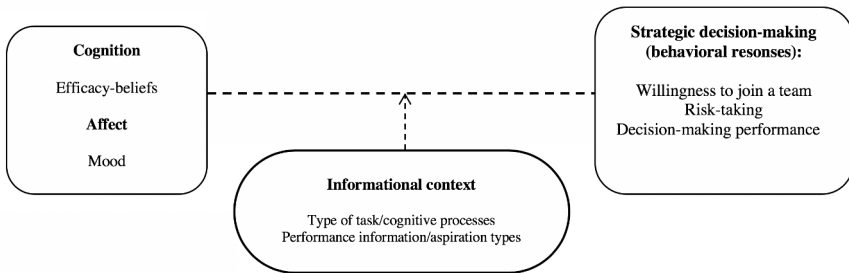 Cognition
Efficacy-beliefs
Affect
Mood
Strategic decision-making
(behavioral resonses):
Willingness to join a team
Risk-taking
Decision-making performance
Informational context
Type of task/cognitive processes
Performance information/aspiration types